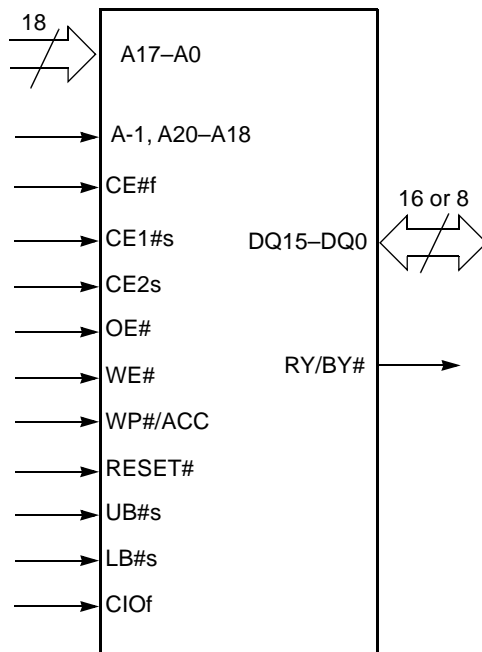 18
A17–A0
A-1, A20–A18
CE#f
16 or 8
CE1#s
DQ15–DQ0
CE2s
OE#
RY/BY#
WE#
WP#/ACC
RESET#
UB#s
LB#s
CIOf